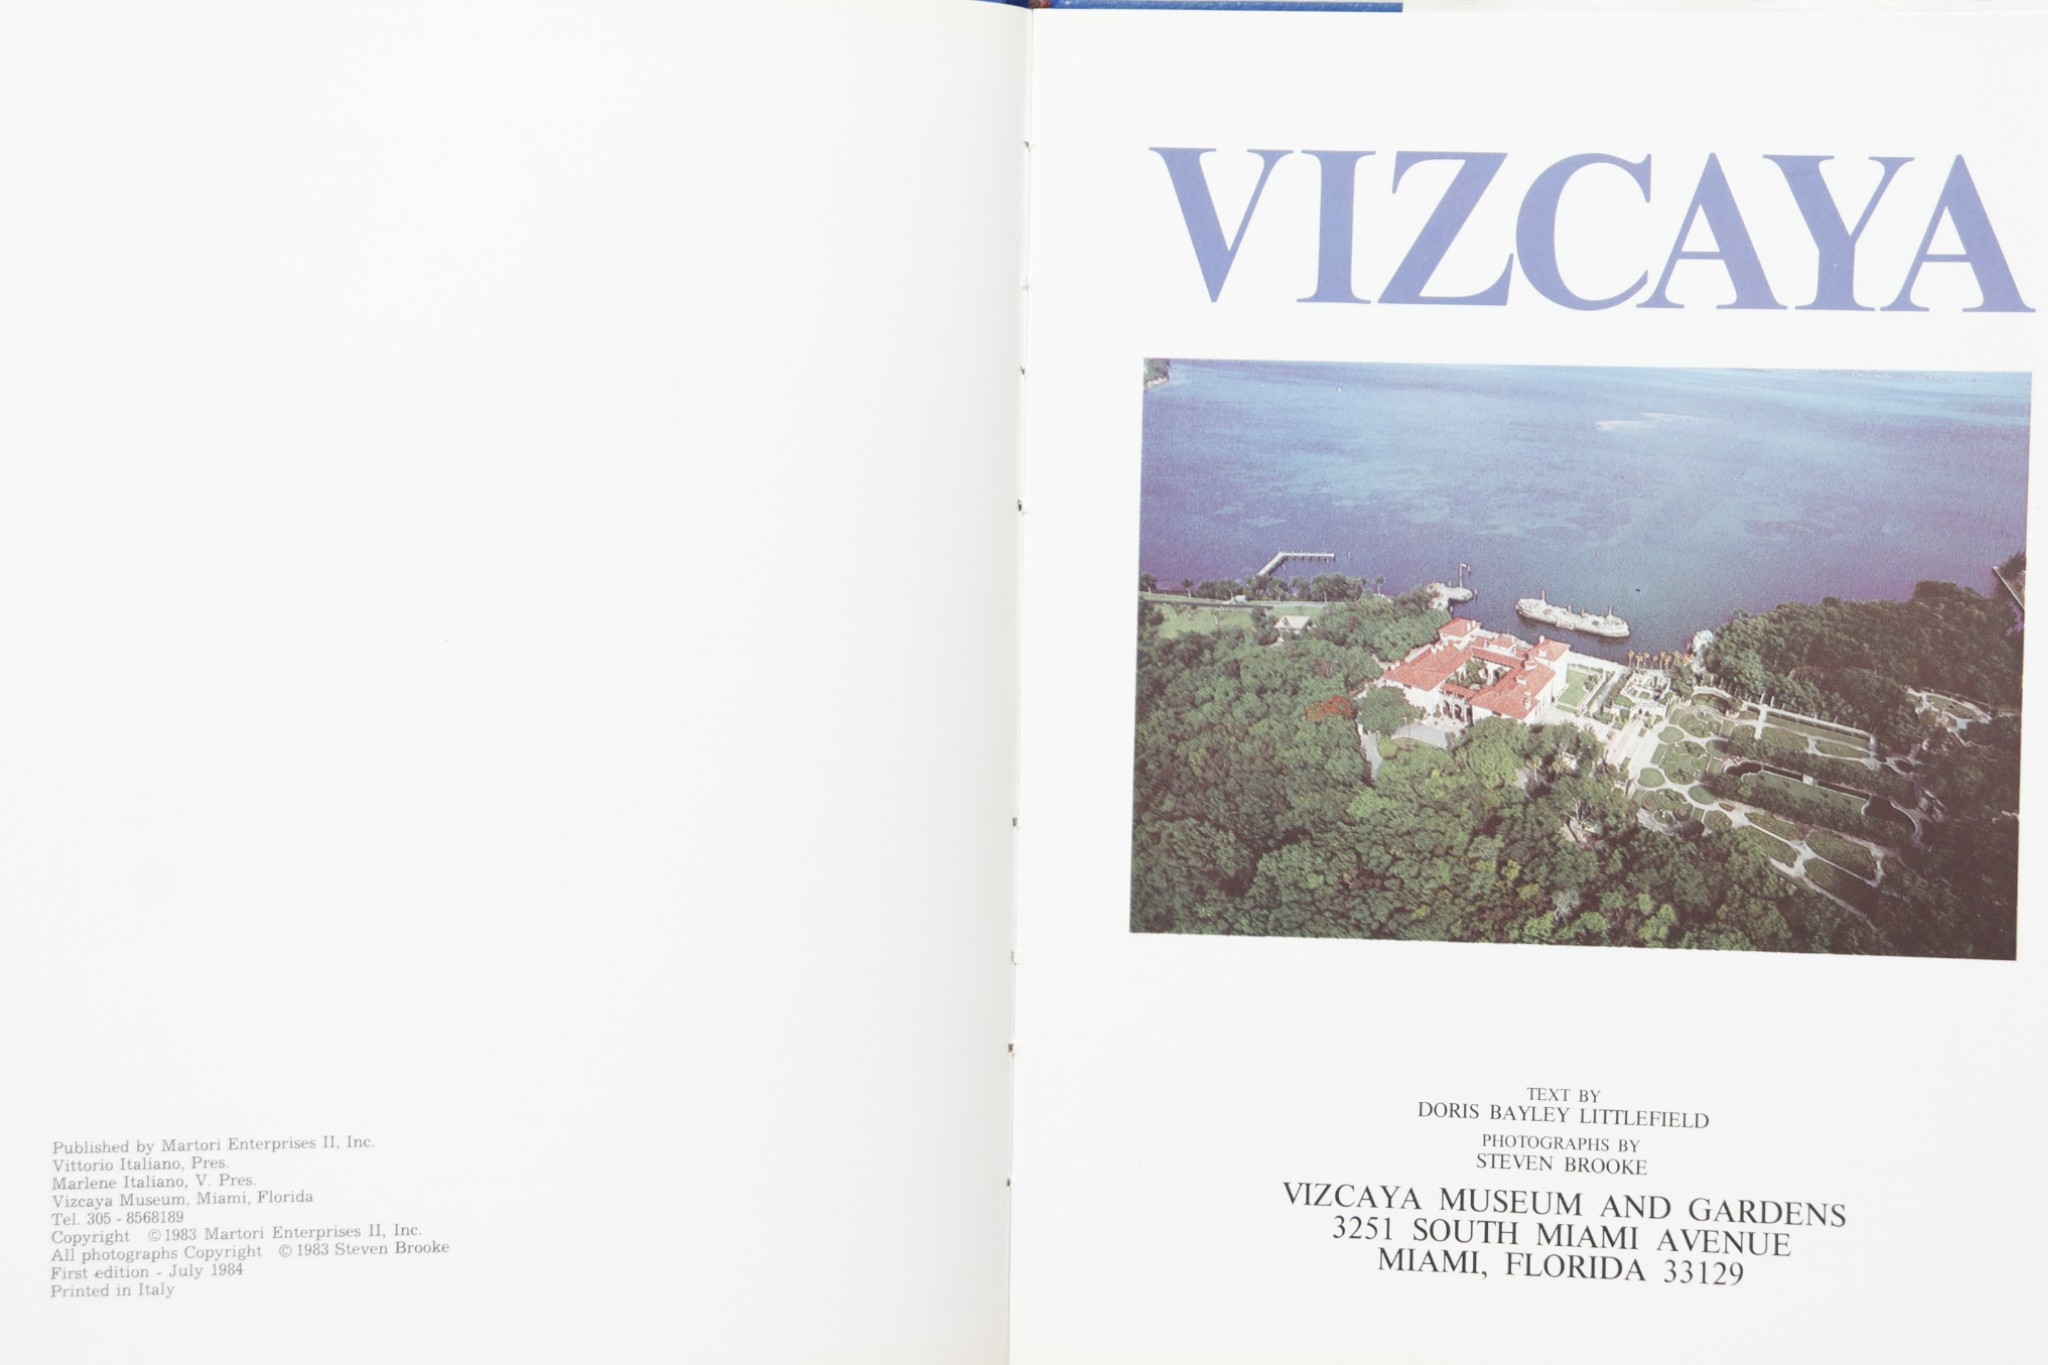 Published by Martori Enterprises II, Inc.
Vittorio Italiano, Pres.
Marlene Italiano, V. Pres.
Vizcaya Museum, Miami, Florida
Tel. 305 - 8568189
Copyright ©1983 Martori Enterprises II, Inc.
All photographs Copyright ©1983 Steven Brooke
First edition - July 1984
Printed in Italy
VIZCAYA
TEXT BY
DORIS BAYLEY LITTLEFIELD
PHOTOGRAPHS BY
STEVEN BROOKE
VIZCAYA MUSEUM AND GARDENS
3251 SOUTH MIAMI AVENUE
MIAMI, FLORIDA 33129